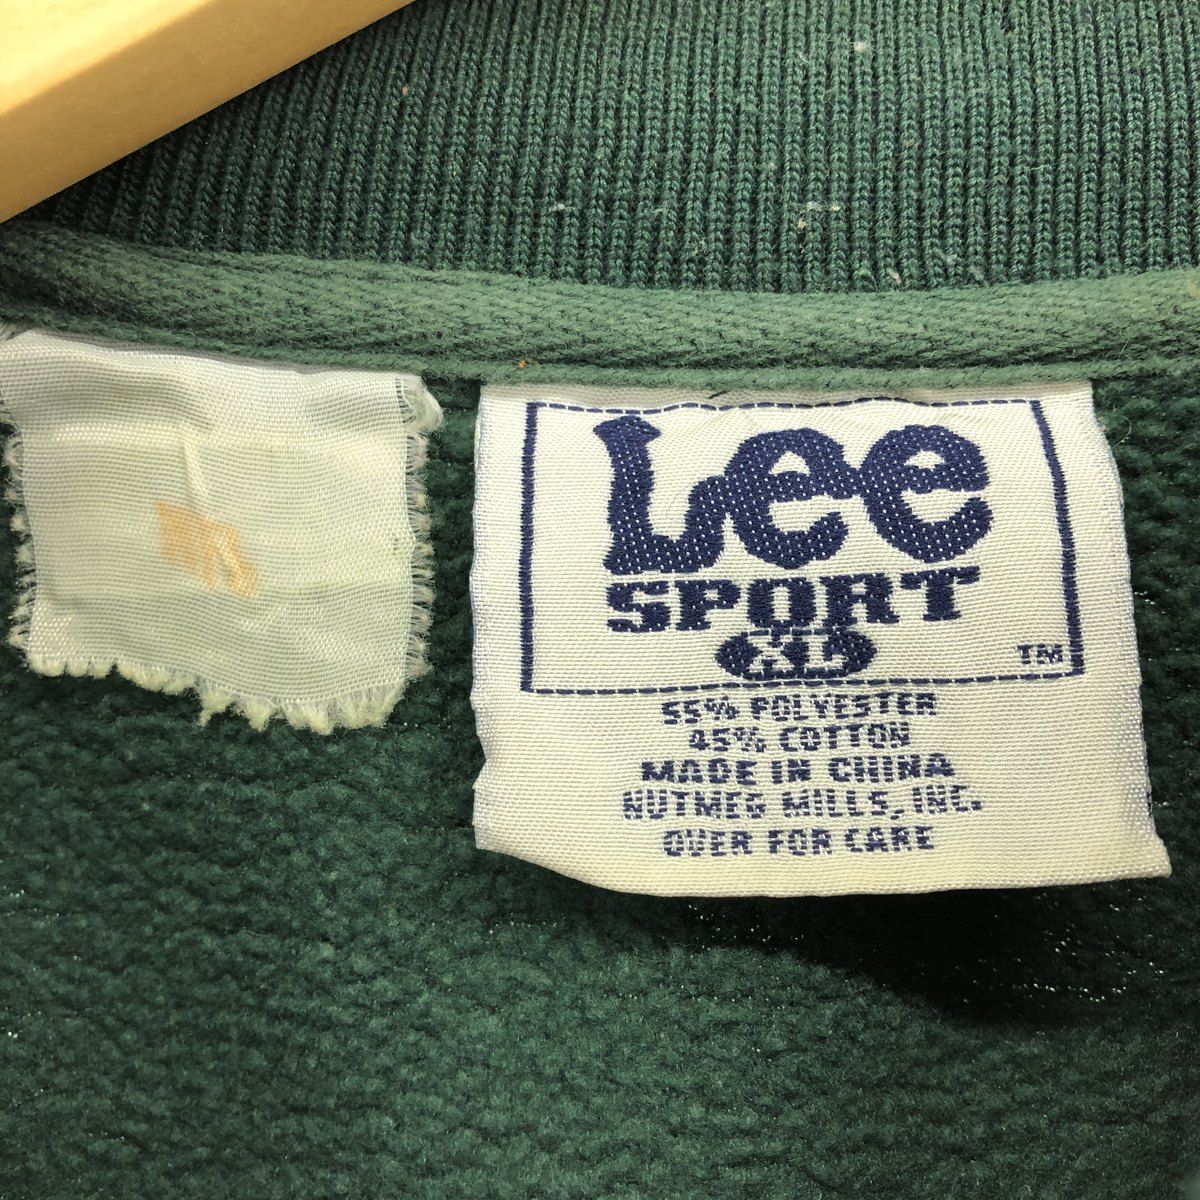 Lee
SPORT
XL
TM
55% POLYESTER
45% COTTON
MADE IN CHINA
NUTMEG MILLS, INC.
OVER FOR CARE